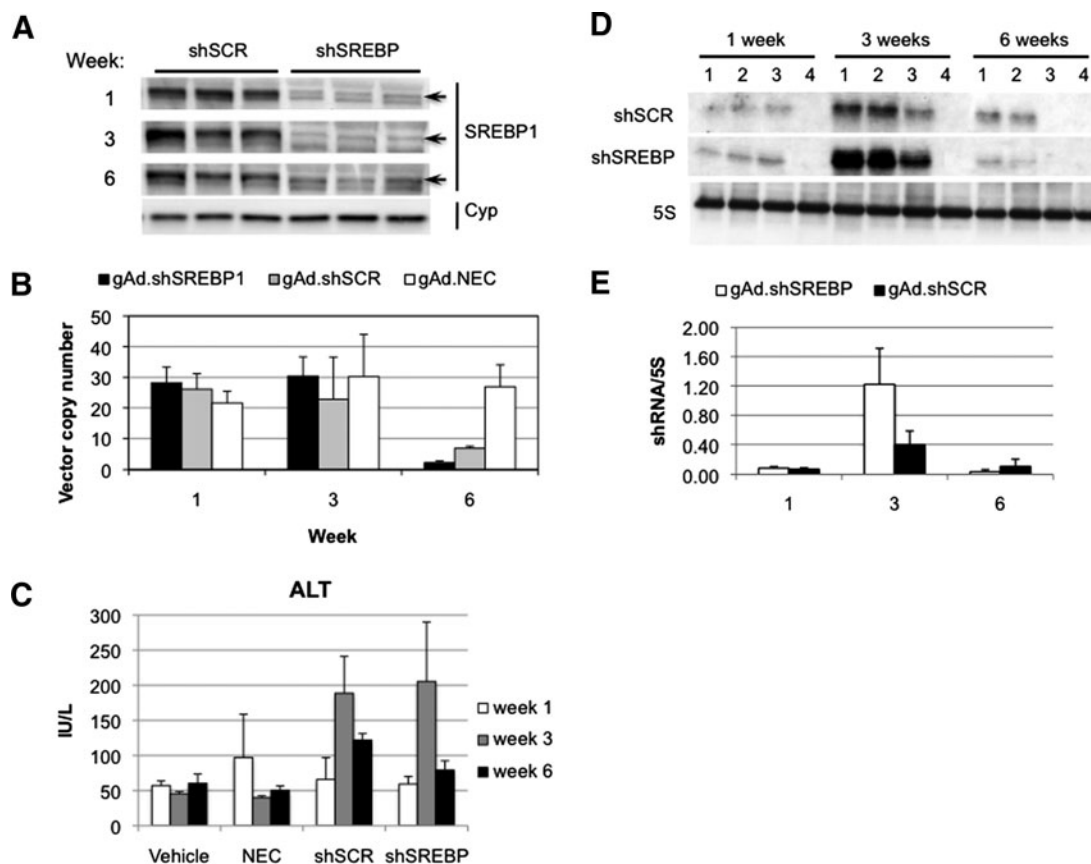 A
shSCR shSREBP
Week:
1
3
6
SREBP1
Cyp
B
gAd.shSREBP1 gAd.shSCR gAd.NEC
Vector copy number
50
40
30
20
10
0
1 3 6
Week
C
ALT
IU/L
300
250
200
150
100
50
0
Vehicle NEC shSCR shSREBP
week 1
week 3
week 6
D
1 week 3 weeks 6 weeks
1 2 3 4 1 2 3 4 1 2 3 4
shSCR
shSREBP
5S
E
gAd.shSREBP gAd.shSCR
shRNA/5S
2.00
1.60
1.20
0.80
0.40
0.00
1 3 6